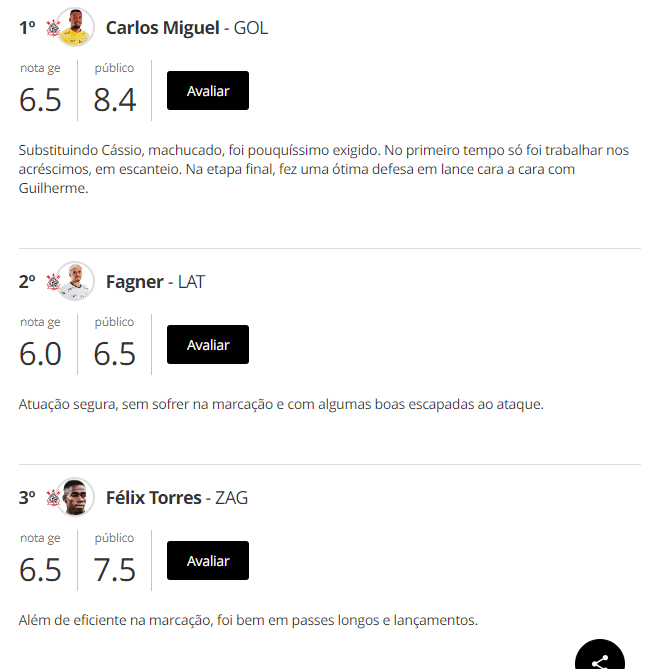 1º Carlos Miguel - GOL
nota ge público
6.5 8.4 Avaliar
Substituindo Cássio, machucado, foi pouquíssimo exigido. No primeiro tempo só foi trabalhar nos
acréscimos, em escanteio. Na etapa final, fez uma ótima defesa em lance cara a cara com
Guilherme.
2º Fagner - LAT
nota ge público
6.0 6.5 Avaliar
Atuação segura, sem sofrer na marcação e com algumas boas escapadas ao ataque.
3º Félix Torres - ZAG
nota ge público
6.5 7.5 Avaliar
Além de eficiente na marcação, foi bem em passes longos e lançamentos.